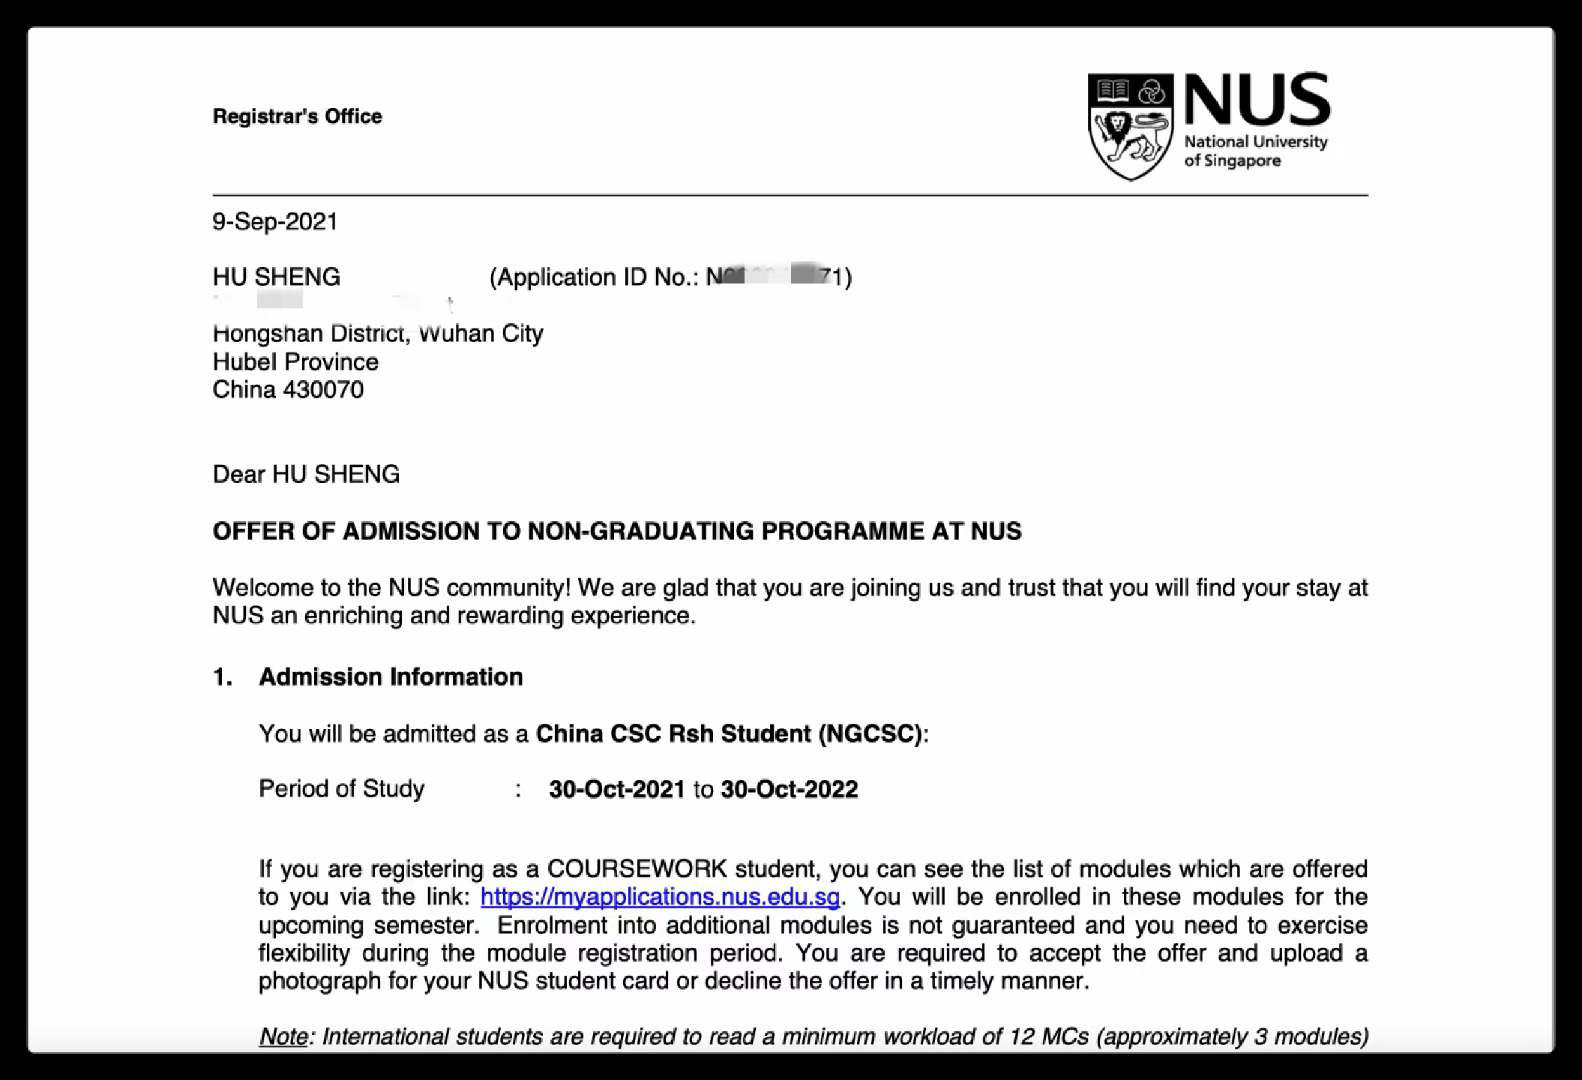 Registrar's Office
NUS
National University
of Singapore
9-Sep-2021
HU SHENG (Application ID No.: N 71)
Hongshan District, Wuhan City
Hubel Province
China 430070
Dear HU SHENG
OFFER OF ADMISSION TO NON-GRADUATING PROGRAMME AT NUS
Welcome to the NUS community! We are glad that you are joining us and trust that you will find your stay at
NUS an enriching and rewarding experience.
1. Admission Information
You will be admitted as a China CSC Rsh Student (NGCSC):
Period of Study : 30-Oct-2021 to 30-Oct-2022
If you are registering as a COURSEWORK student, you can see the list of modules which are offered
to you via the link: https://myapplications.nus.edu.sg. You will be enrolled in these modules for the
upcoming semester. Enrolment into additional modules is not guaranteed and you need to exercise
flexibility during the module registration period. You are required to accept the offer and upload a
photograph for your NUS student card or decline the offer in a timely manner.
Note: International students are required to read a minimum workload of 12 MCs (approximately 3 modules)